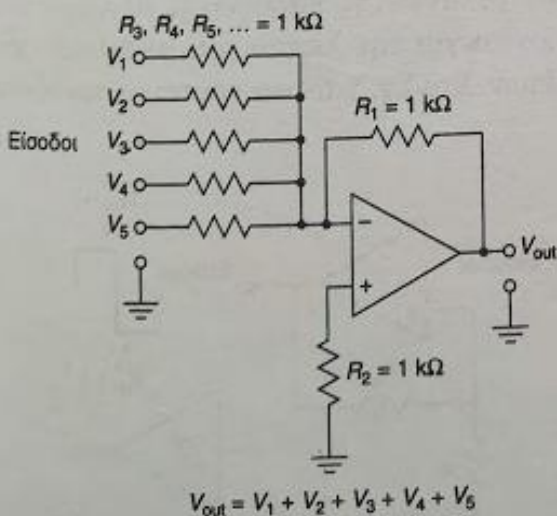 R3, R4, R5, ... = 1 kΩ
V1
V2
Είσοδοι V3
V4
V5
R1 = 1 kΩ
−
+
Vout
R2 = 1 kΩ
Vout = V1 + V2 + V3 + V4 + V5